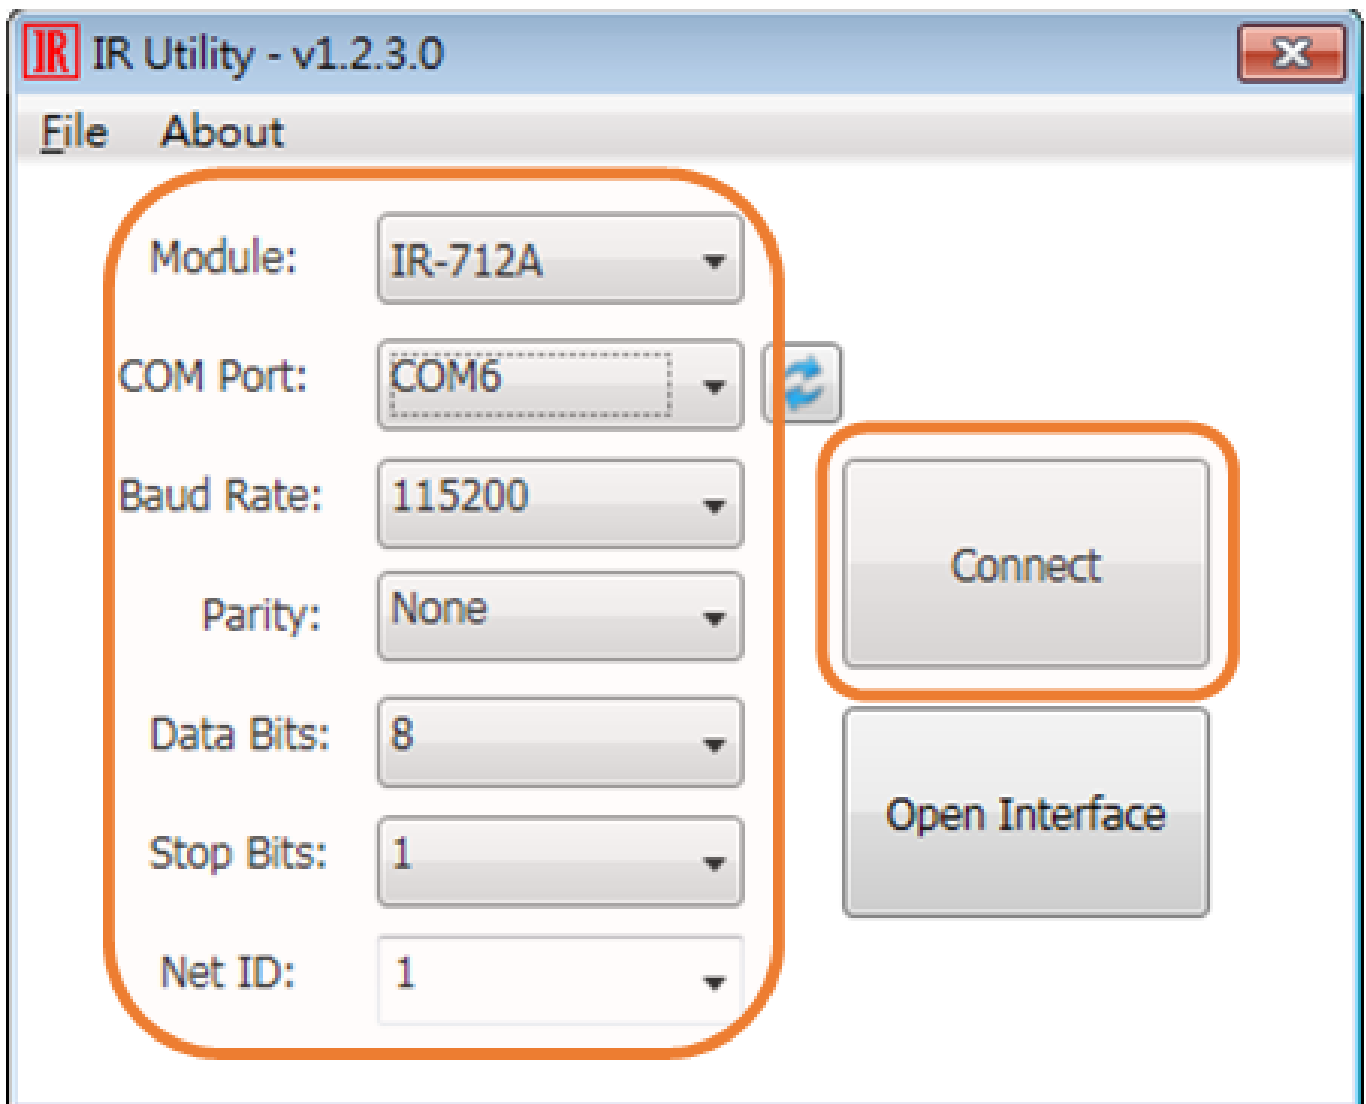 IR IR Utility - v1.2.3.0
File About
Module: IR-712A
COM Port: COM6
Baud Rate: 115200
Parity: None
Data Bits: 8
Stop Bits: 1
Net ID: 1
Connect
Open Interface